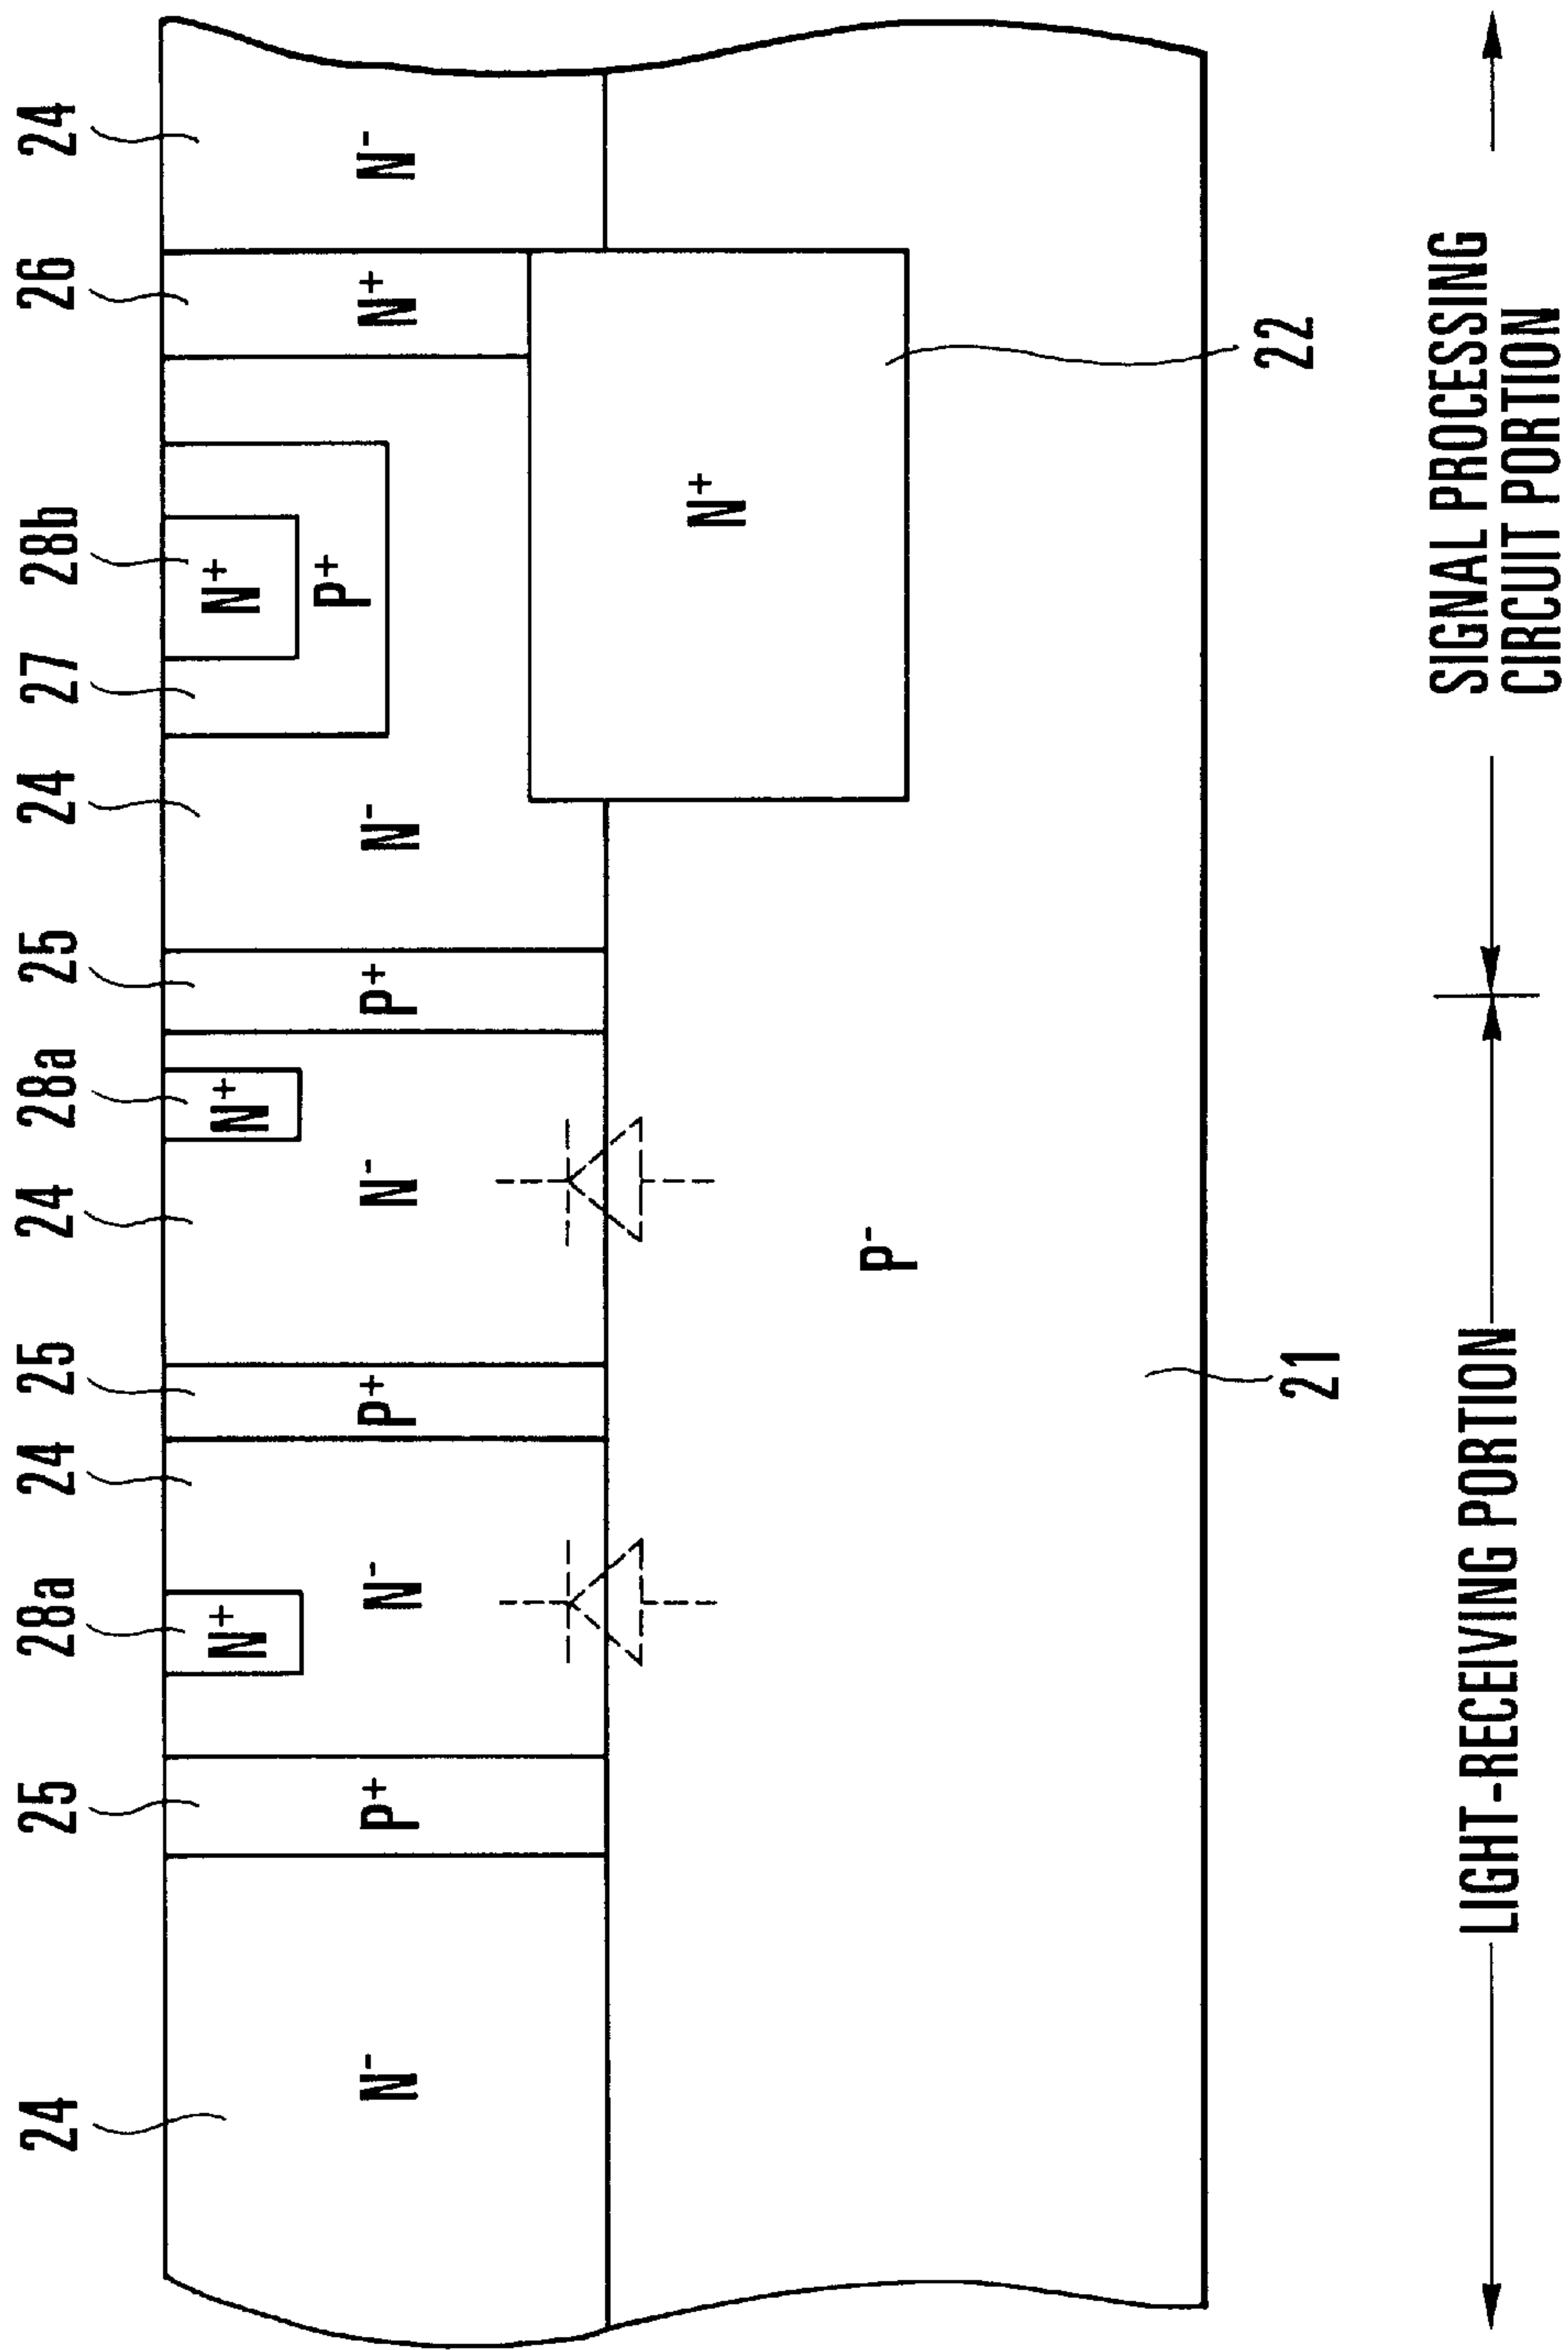 24 25 28a 24 25 24 28a 25 24 27 28b 26 24
N⁺ N⁺ N⁺
P⁺
N⁻ P⁺ N⁻ P⁺ N⁻ P⁺ N⁻ N⁺ N⁻
N⁺
P⁻
22
21
LIGHT-RECEIVING PORTION
SIGNAL PROCESSING
CIRCUIT PORTION